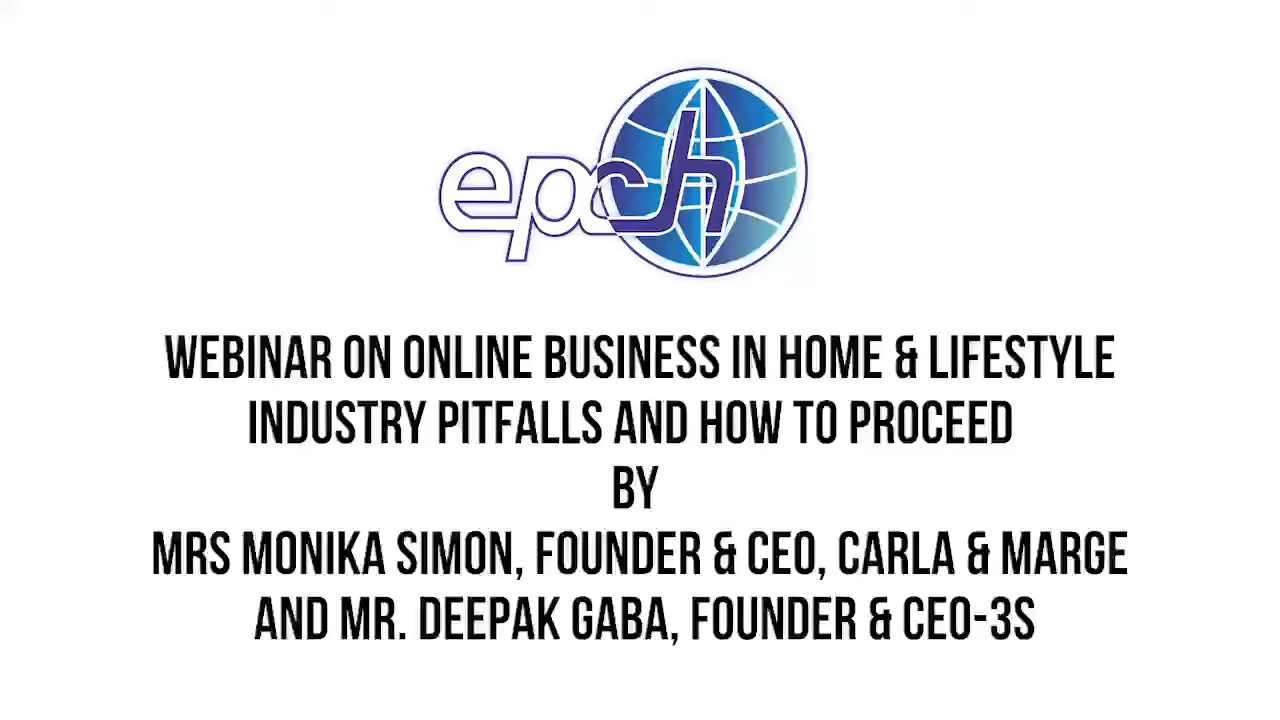 epch
WEBINAR ON ONLINE BUSINESS IN HOME & LIFESTYLE
INDUSTRY PITFALLS AND HOW TO PROCEED
BY
MRS MONIKA SIMON, FOUNDER & CEO, CARLA & MARGE
AND MR. DEEPAK GABA, FOUNDER & CEO-3S